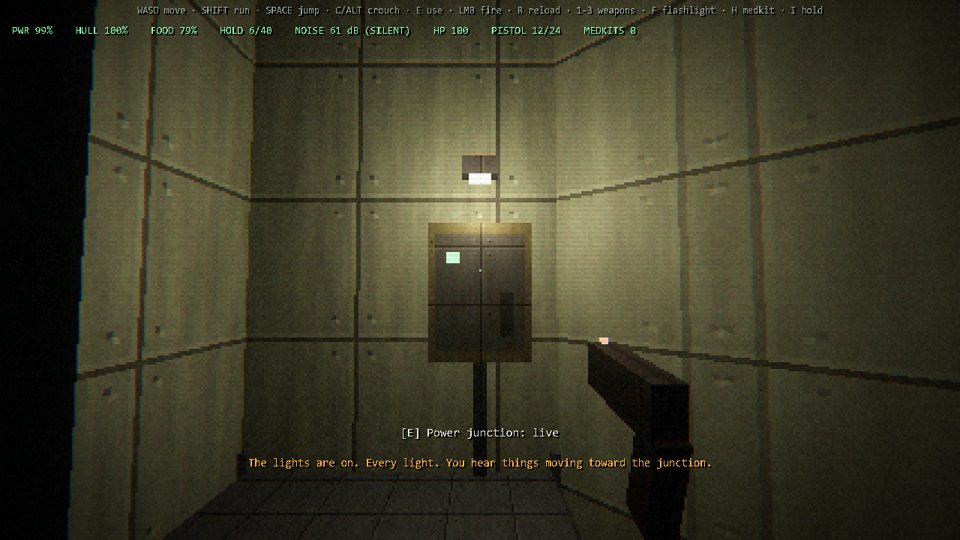 WASD move · SHIFT run · SPACE jump · C/ALT crouch · E use · LMB fire · R reload · 1-3 weapons · F flashlight · H medkit · I hold
PWR 99% HULL 100% FOOD 79% HOLD 6/40 NOISE 61 dB (SILENT) HP 100 PISTOL 12/24 MEDKITS 0
[E] Power junction: live
The lights are on. Every light. You hear things moving toward the junction.